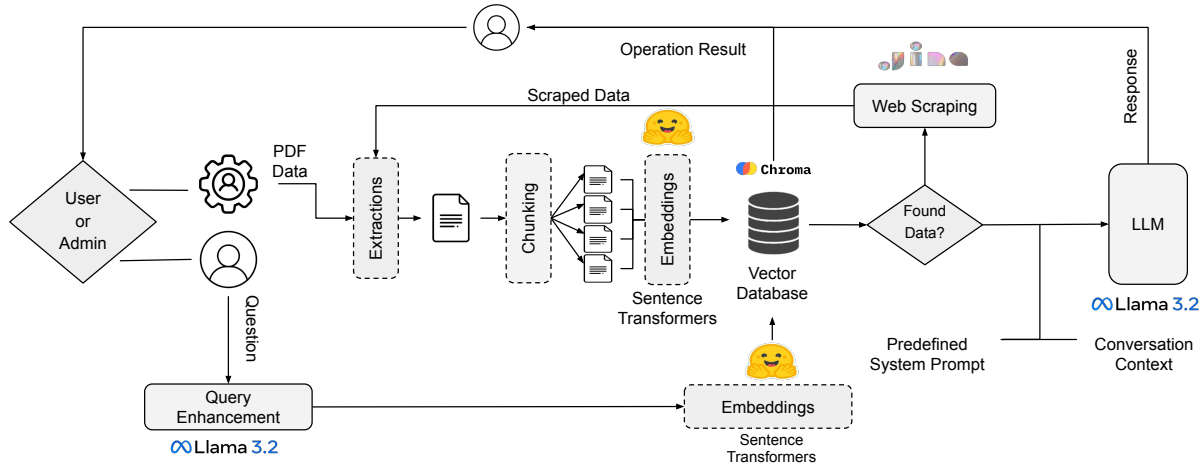 Operation Result
.jina
Scraped Data
Web Scraping
Response
PDF
Data
User
or
Admin
Extractions
Chunking
Embeddings
Chroma
Found
Data?
LLM
Vector
Database
Sentence
Transformers
Llama 3.2
Question
Predefined
System Prompt
Conversation
Context
Query
Enhancement
Embeddings
Llama 3.2
Sentence
Transformers